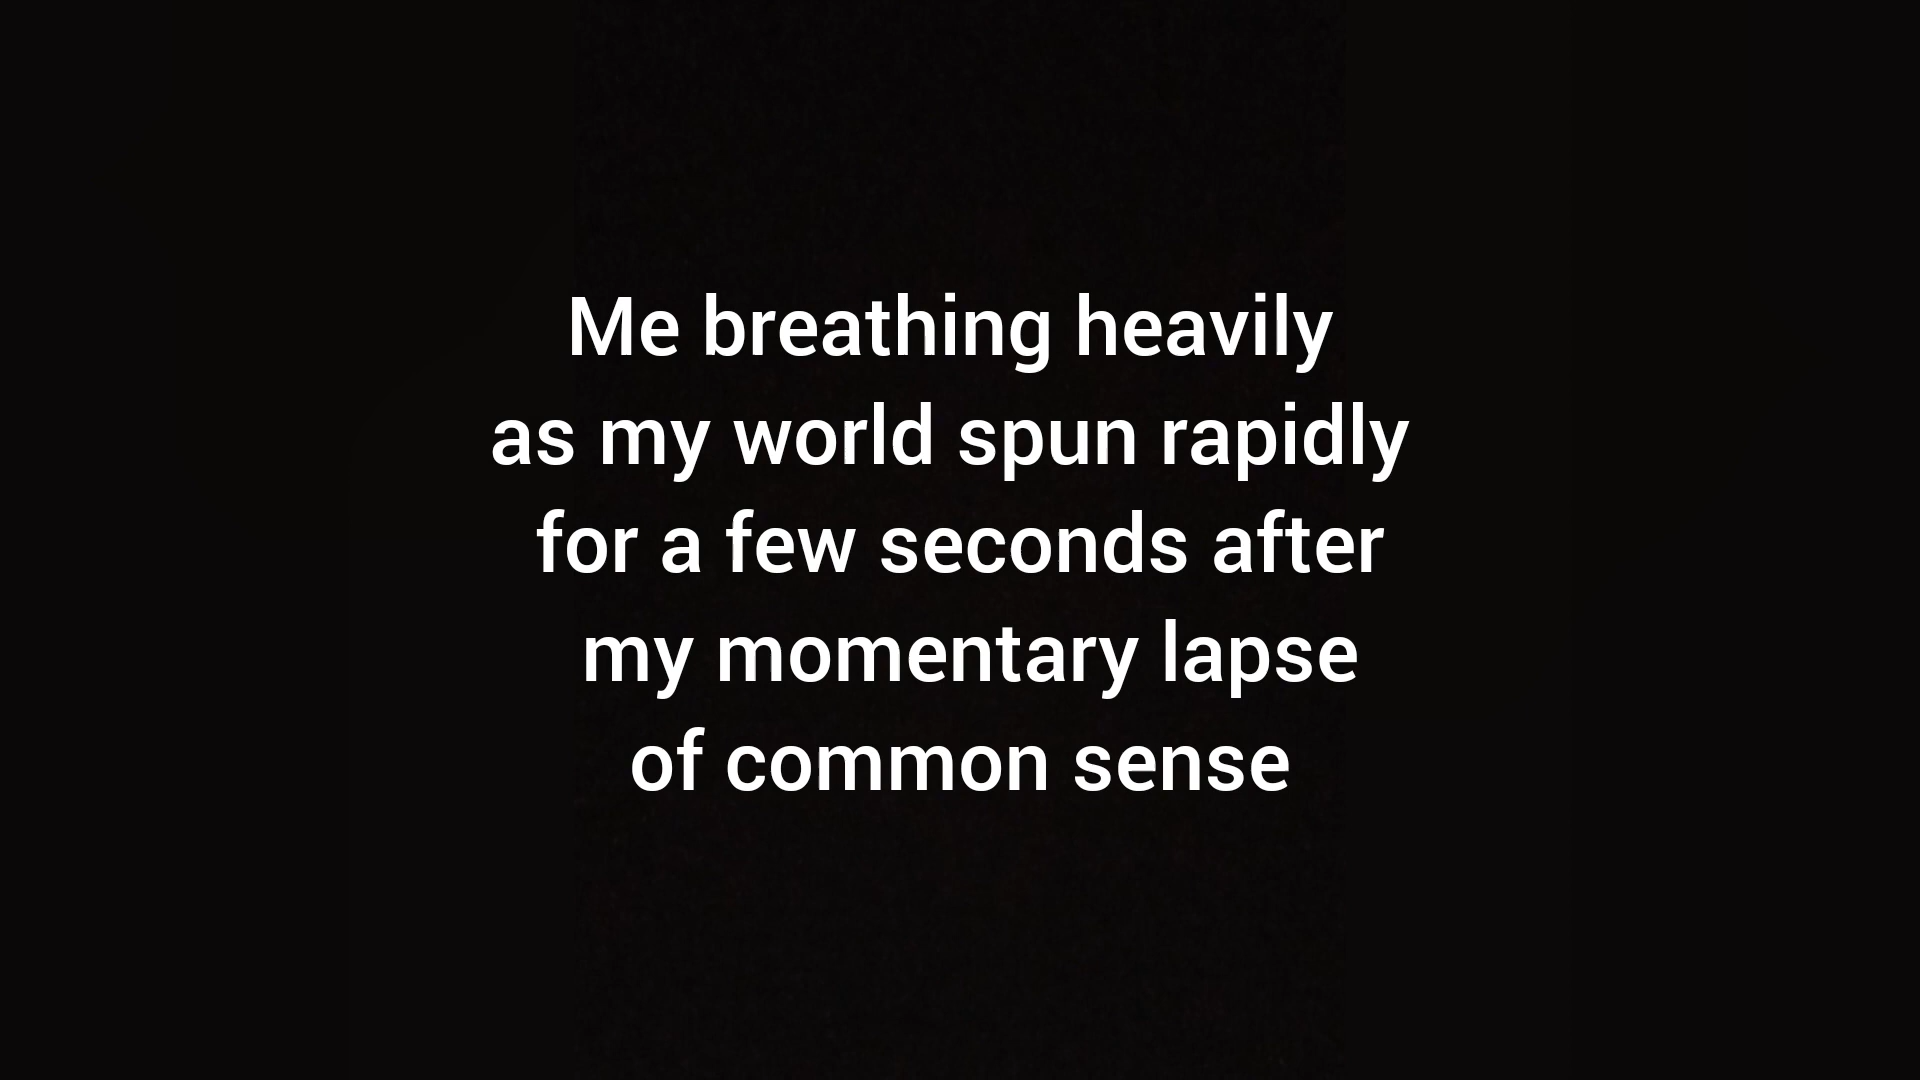 Me breathing heavily
as my world spun rapidly
for a few seconds after
my momentary lapse
of common sense